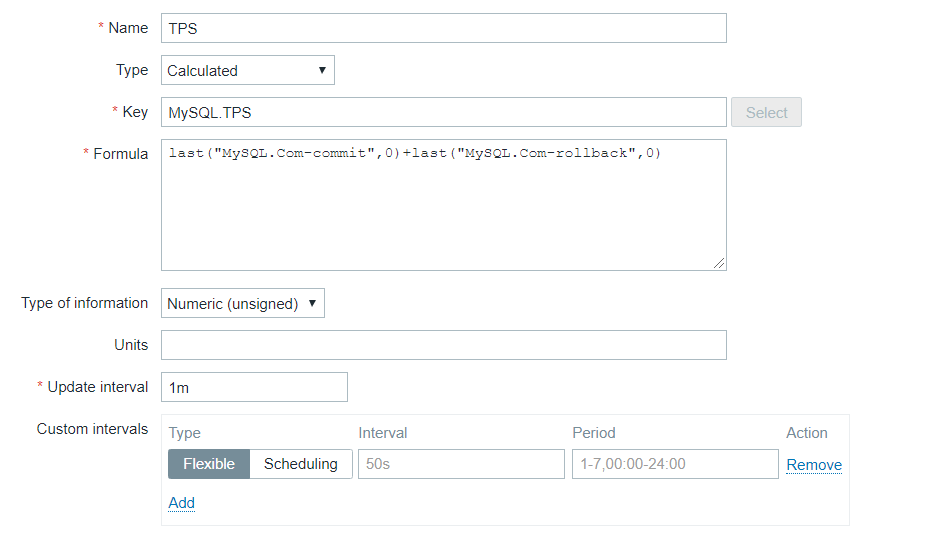 * Name TPS
Type Calculated ▼
* Key MySQL.TPS Select
* Formula last("MySQL.Com-commit",0)+last("MySQL.Com-rollback",0)
Type of information Numeric (unsigned) ▼
Units
* Update interval 1m
Custom intervals Type Interval Period Action
Flexible Scheduling 50s 1-7,00:00-24:00 Remove
Add